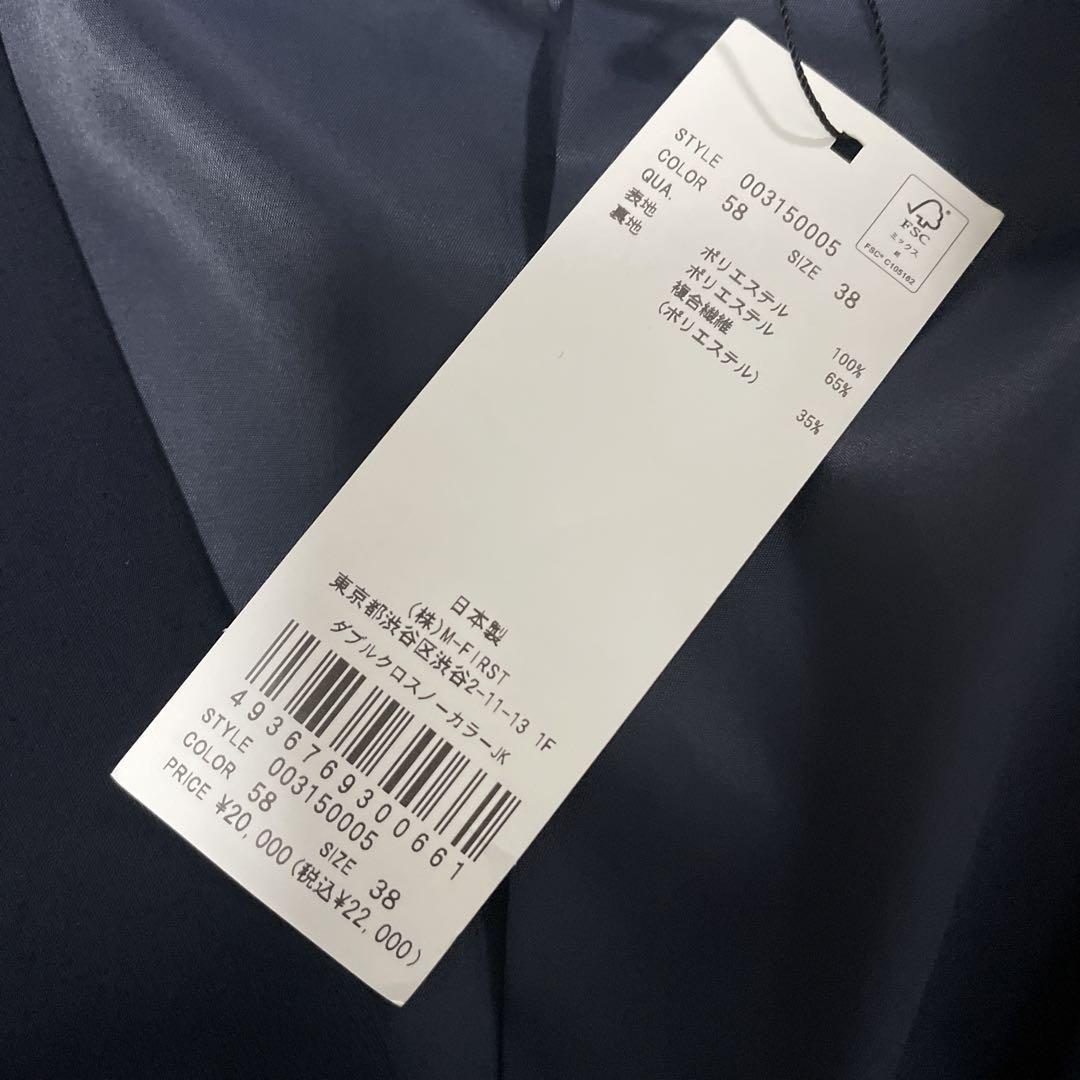 STYLE 003150005
COLOR 58 SIZE 38
QUA.
表地 ポリエステル 100%
裏地 ポリエステル 65%
複合繊維
(ポリエステル) 35%
FSC
ミックス
紙
FSC® C105162
日本製
(株)M-FIRST
東京都渋谷区渋谷2-11-13 1F
ダブルクロスノーカラーJK
4936769300661
STYLE 003150005
COLOR 58 SIZE 38
PRICE ¥20,000(税込¥22,000)